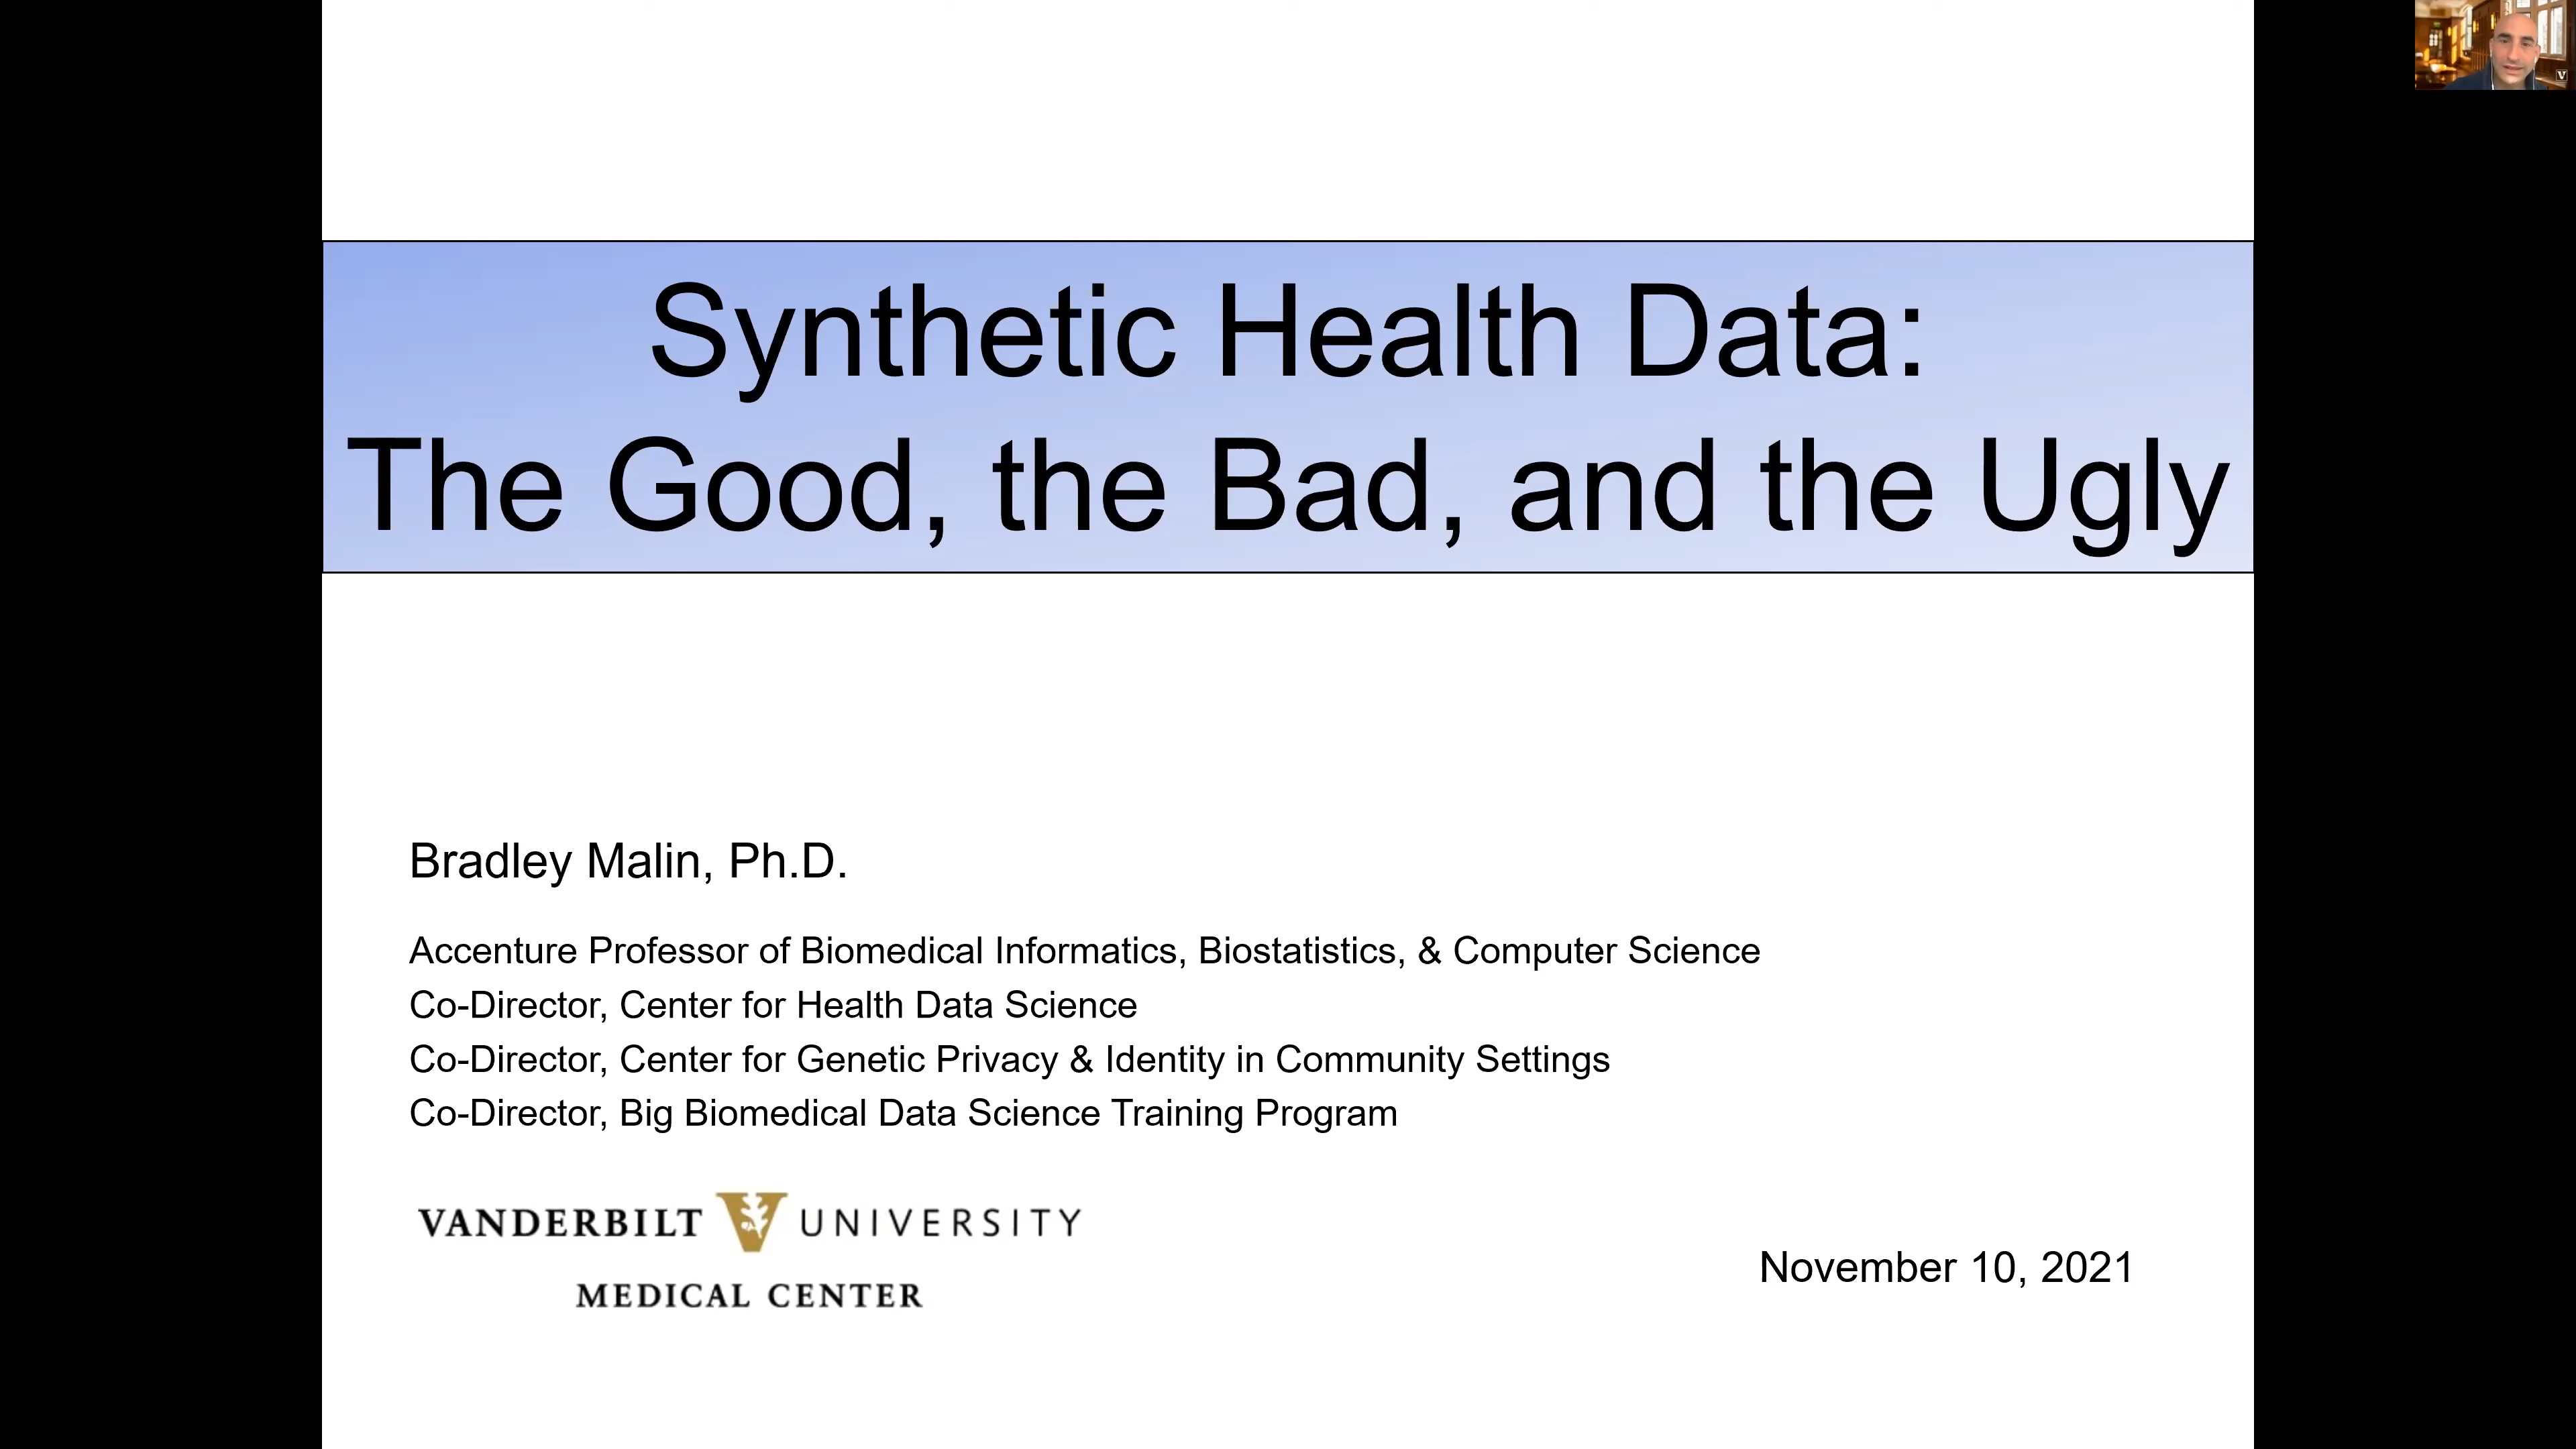 Synthetic Health Data:
The Good, the Bad, and the Ugly
Bradley Malin, Ph.D.
Accenture Professor of Biomedical Informatics, Biostatistics, & Computer Science
Co-Director, Center for Health Data Science
Co-Director, Center for Genetic Privacy & Identity in Community Settings
Co-Director, Big Biomedical Data Science Training Program
VANDERBILT V UNIVERSITY
MEDICAL CENTER
November 10, 2021
V